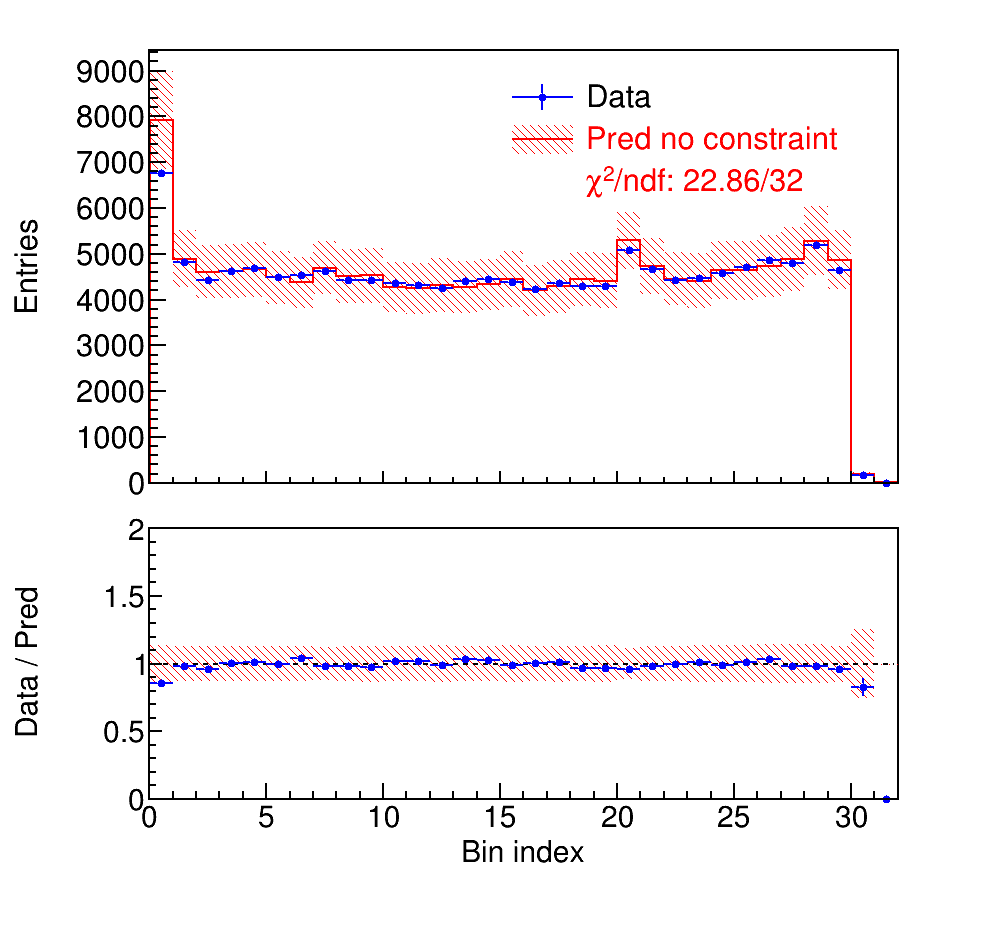 9000
8000
7000
6000
5000
4000
3000
2000
1000
0
Entries
Data
Pred no constraint
χ²/ndf: 22.86/32
2
1.5
1
0.5
0
Data / Pred
0 5 10 15 20 25 30
Bin index